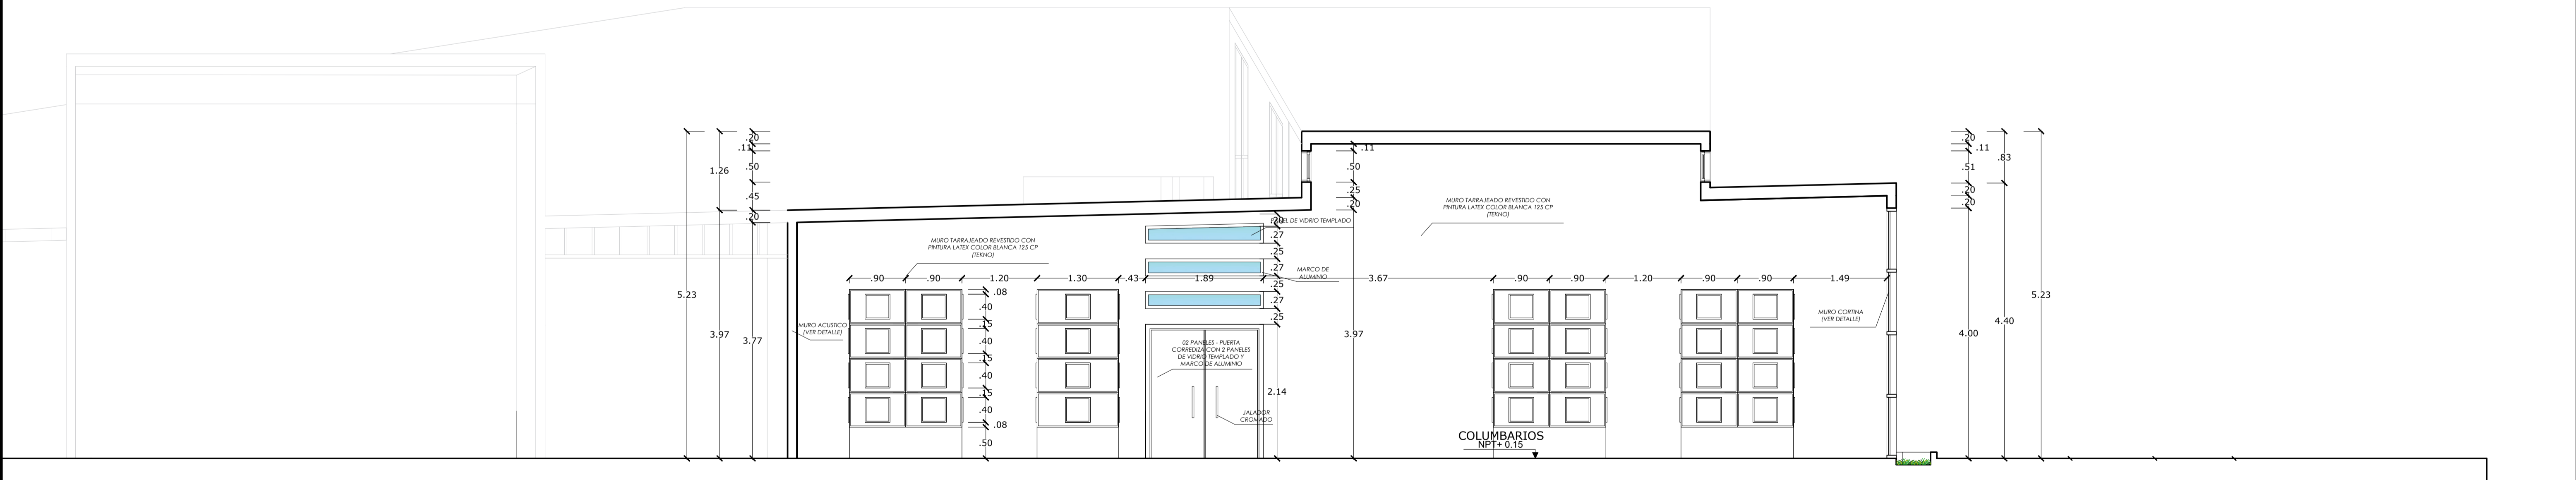 .20
.11
.50
1.26
.45
.20
5.23
3.97
3.77
MURO TARRAJEADO REVESTIDO CON
PINTURA LATEX COLOR BLANCA 125 CP
(TEKNO)
MURO ACUSTICO
(VER DETALLE)
.90
.90
1.20
1.30
.43
1.89
3.67
.90
.90
1.20
.90
.90
1.49
.08
.40
.15
.40
.15
.40
.15
.40
.08
.50
DE VIDRIO TEMPLADO
.20
.27
.25
.27
.25
.27
.25
2.14
MARCO DE
ALUMINIO
02 PANELES - PUERTA
CORREDIZA CON 2 PANELES
DE VIDRIO TEMPLADO Y
MARCO DE ALUMINIO
JALADOR
CROMADO
.11
.50
.25
.20
3.97
MURO TARRAJEADO REVESTIDO CON
PINTURA LATEX COLOR BLANCA 125 CP
(TEKNO)
COLUMBARIOS
NPT+ 0.15
MURO CORTINA
(VER DETALLE)
.20
.11
.51
.83
.20
.20
4.00
4.40
5.23